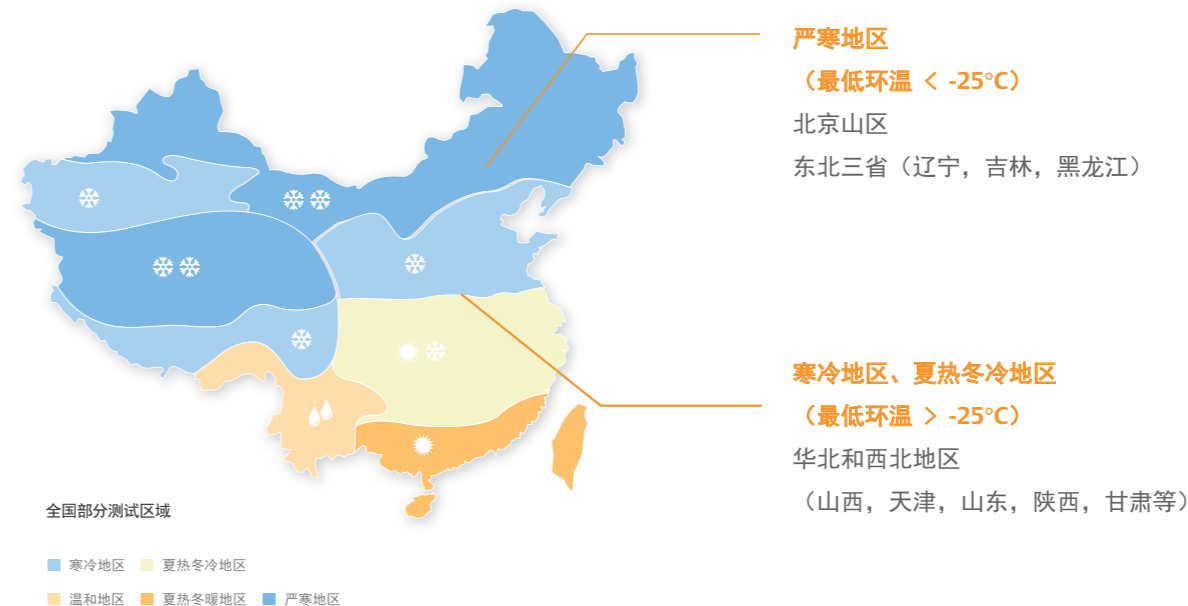 严寒地区
（最低环温 < -25°C）
北京山区
东北三省（辽宁，吉林，黑龙江）
寒冷地区、夏热冬冷地区
（最低环温 > -25°C）
华北和西北地区
（山西，天津，山东，陕西，甘肃等）
全国部分测试区域
寒冷地区 夏热冬冷地区
温和地区 夏热冬暖地区 严寒地区